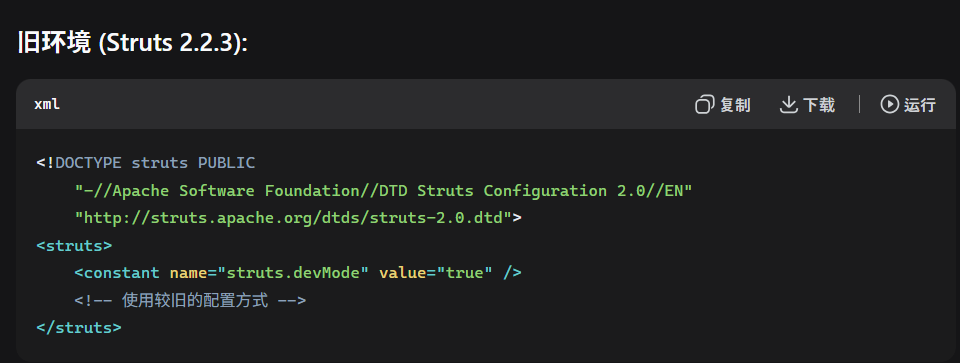 旧环境 (Struts 2.2.3):
xml 复制 下载 运行
<!DOCTYPE struts PUBLIC
    "-//Apache Software Foundation//DTD Struts Configuration 2.0//EN"
    "http://struts.apache.org/dtds/struts-2.0.dtd">
<struts>
    <constant name="struts.devMode" value="true" />
    <!-- 使用较旧的配置方式 -->
</struts>